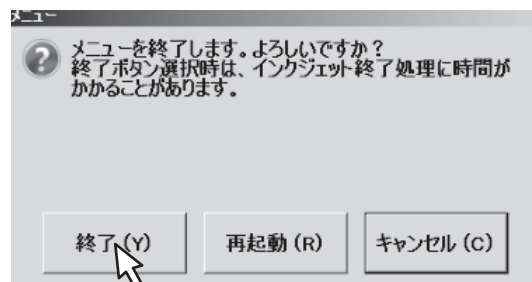 メニュー
メニューを終了します。よろしいですか?
終了ボタン選択時は、インクジェット終了処理に時間が
かかることがあります。
終了(Y)
再起動(R)
キャンセル(C)